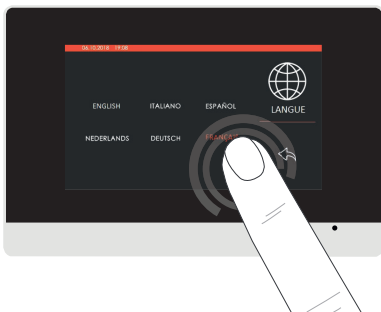 06.10.2018 19:08
ENGLISH ITALIANO ESPAÑOL
LANGUE
NEDERLANDS DEUTSCH